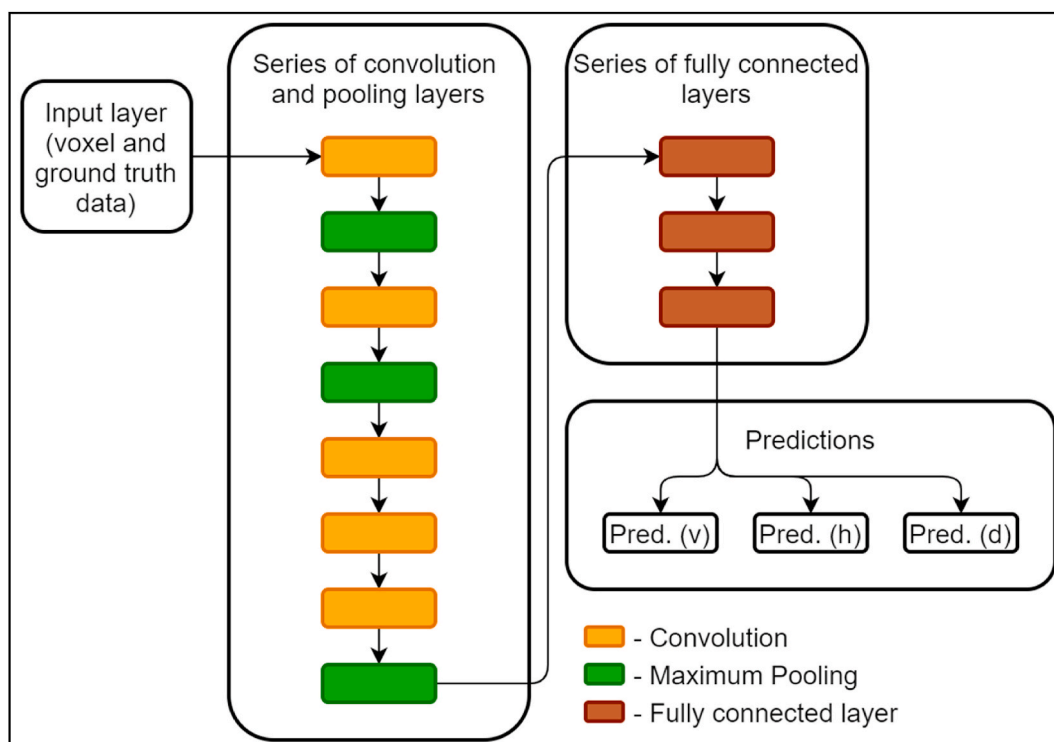 Input layer
(voxel and
ground truth
data)
Series of convolution
and pooling layers
Series of fully connected
layers
Predictions
Pred. (v)
Pred. (h)
Pred. (d)
- Convolution
- Maximum Pooling
- Fully connected layer